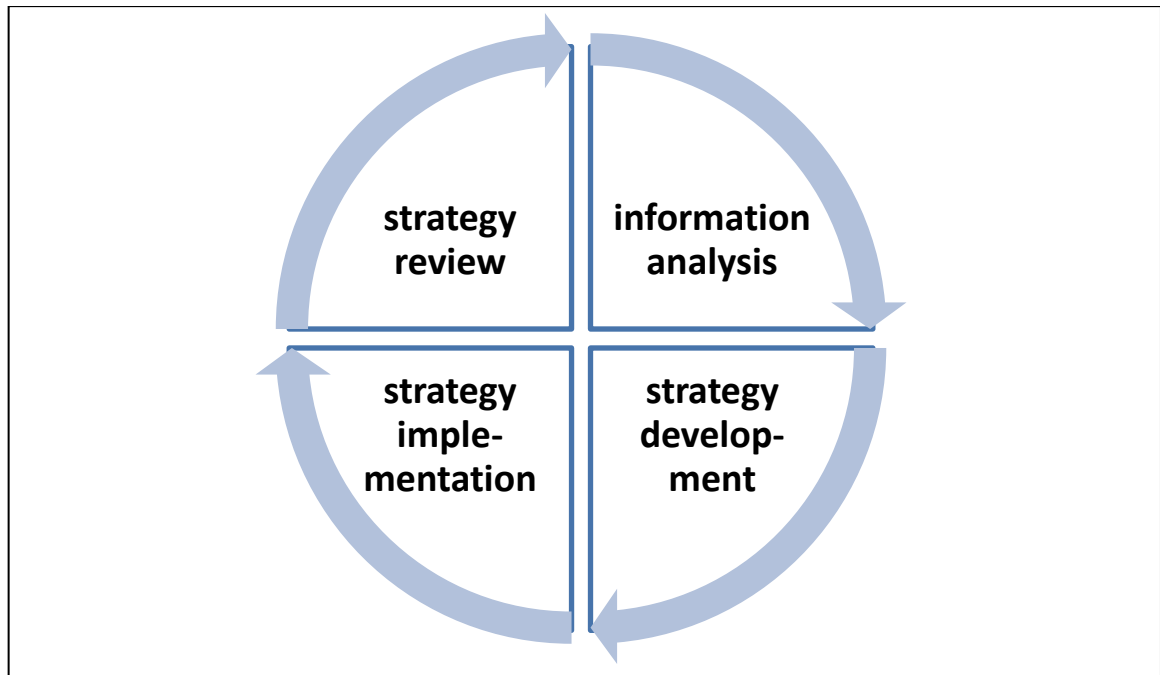 strategy
review
information
analysis
strategy
imple-
mentation
strategy
develop-
ment